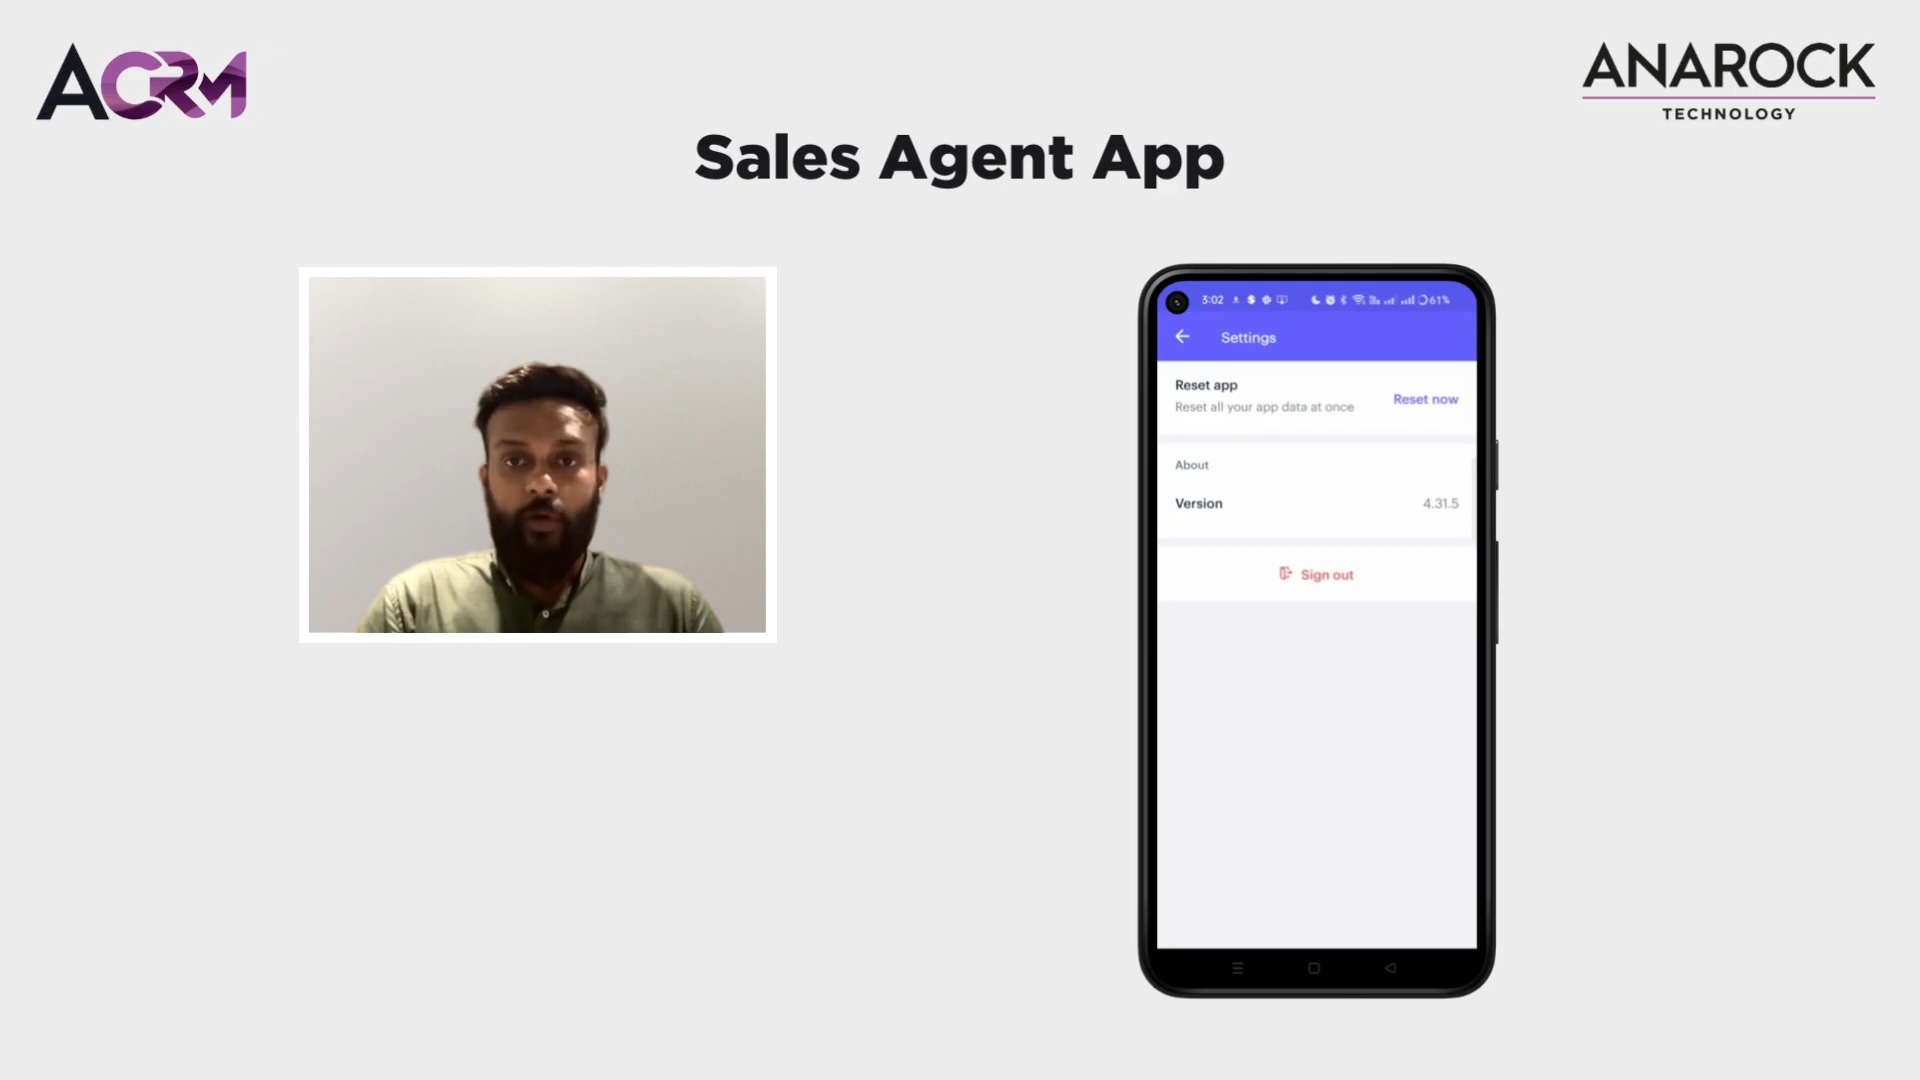 ACRM
ANAROCK
TECHNOLOGY
Sales Agent App
3:02
61%
Settings
Reset app
Reset all your app data at once
Reset now
About
Version
4.31.5
Sign out